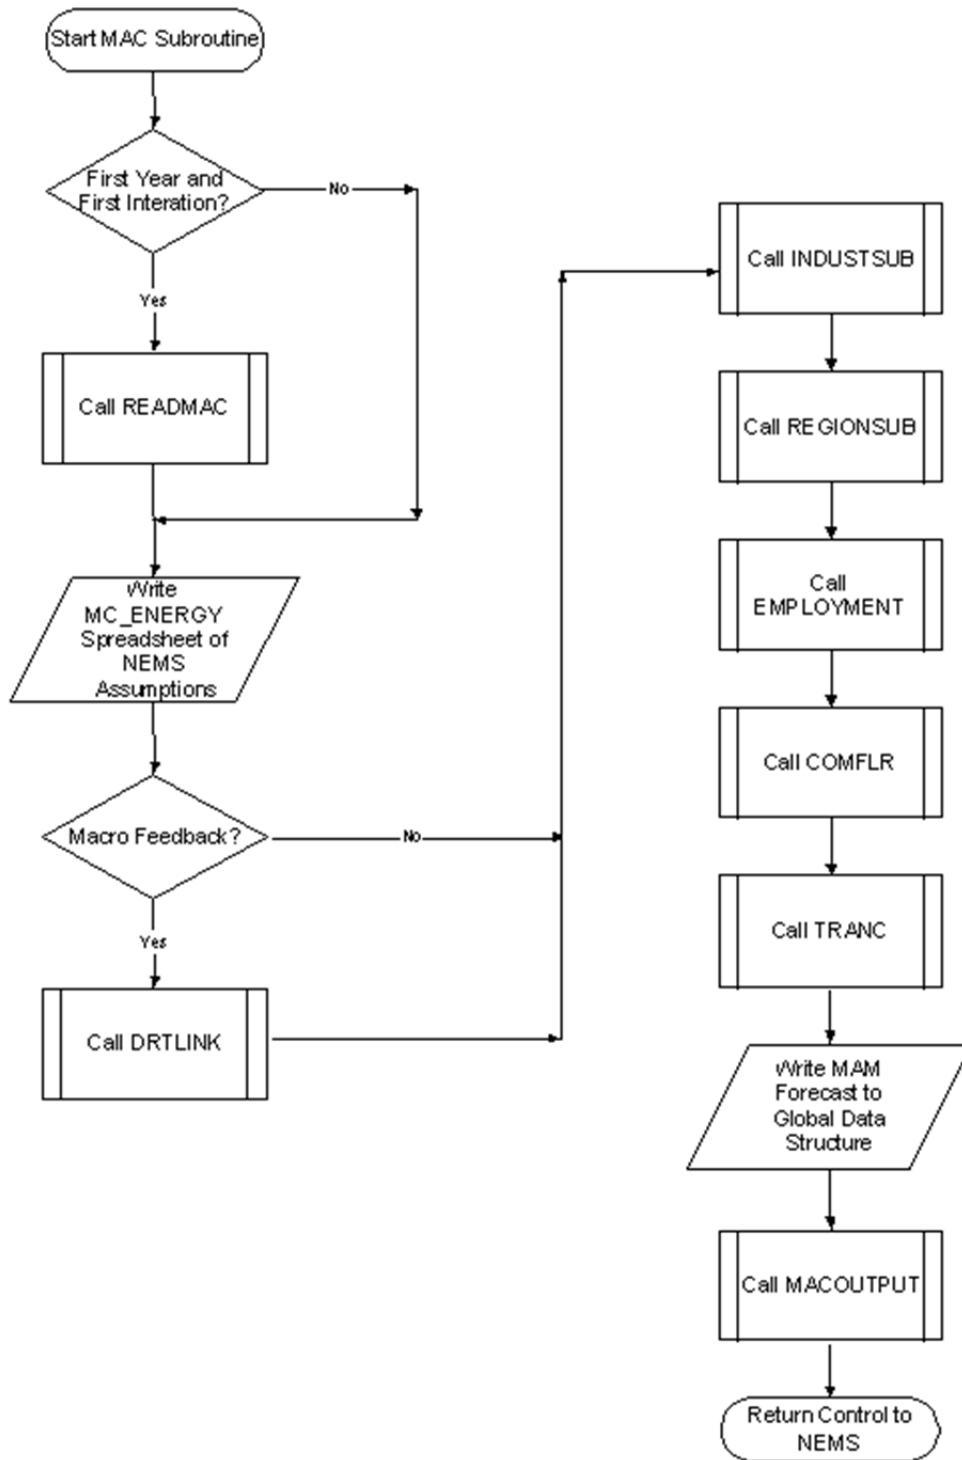 Start MAC Subroutine
First Year and
First Interation?
No
Yes
Call READMAC
Write
MC_ENERGY
Spreadsheet of
NEMS
Assumptions
Macro Feedback?
No
Yes
Call DRTLINK
Call INDUSTSUB
Call REGIONSUB
Call
EMPLOYMENT
Call COMFLR
Call TRANC
Write MAM
Forecast to
Global Data
Structure
Call MACOUTPUT
Return Control to
NEMS